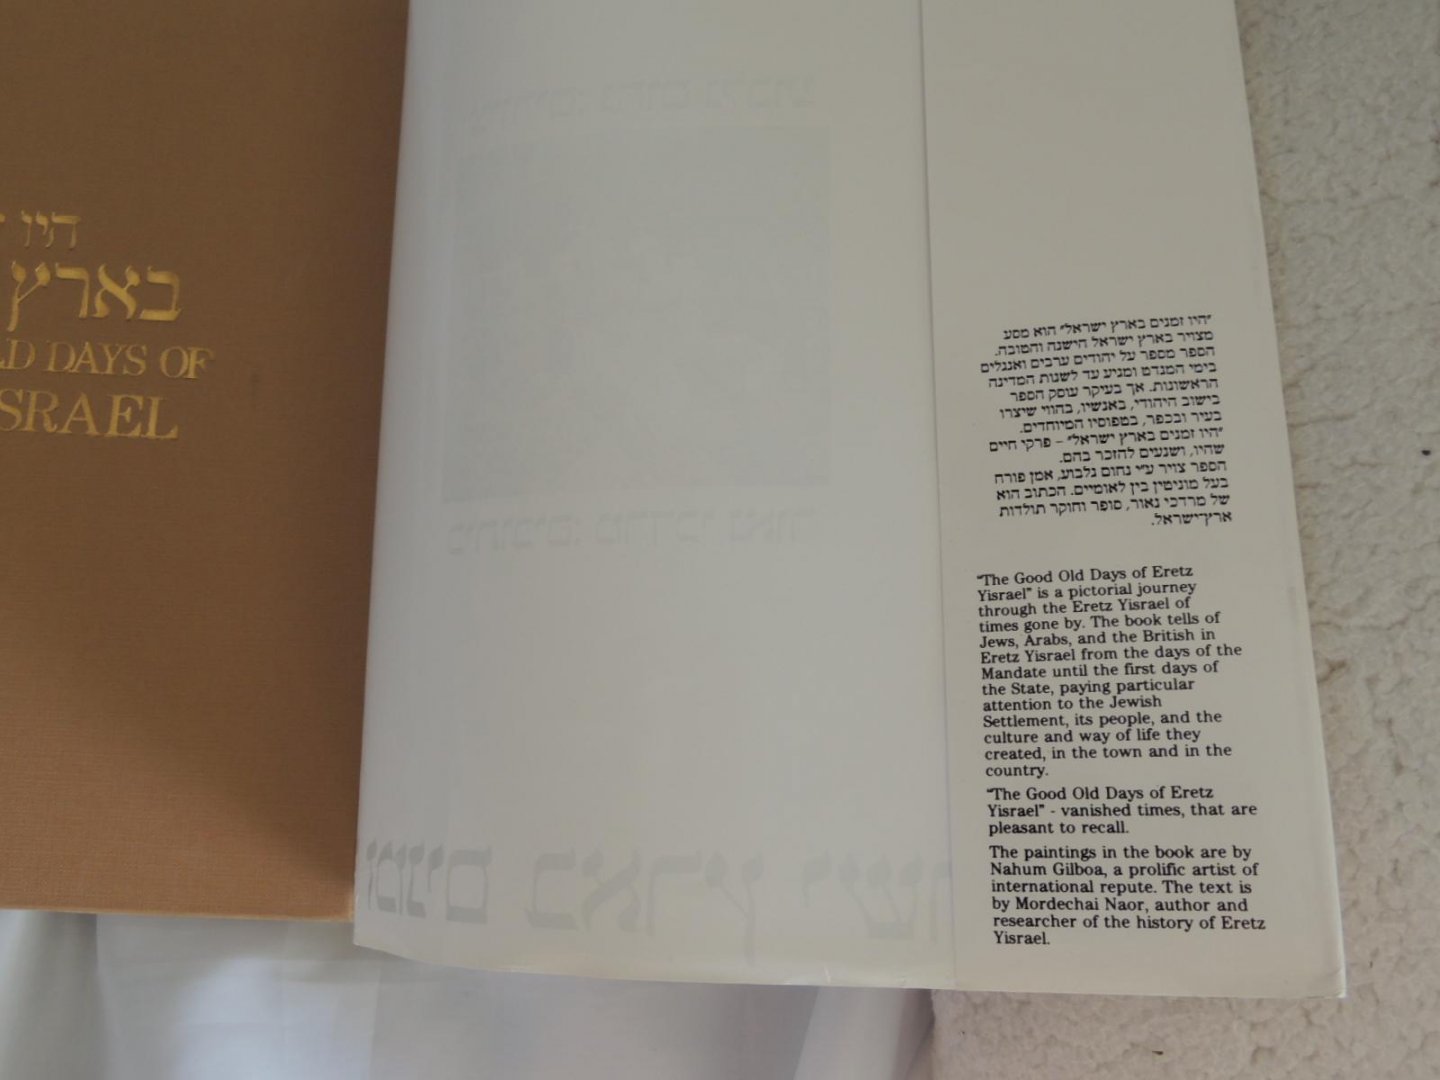 היו
בארץ
LD DAYS OF
SRAEL
"היו זמנים בארץ ישראל" הוא מסע
מצויר בארץ ישראל הישנה והטובה.
הספר מספר על יהודים ערבים ואנגלים
בימי המנדט ומגיע עד לשנות המדינה
הראשונות. אך בעיקר עוסק הספר
בישוב היהודי, באנשיו, בהווי שיצרו
בעיר ובכפר, בטפוסיו המיוחדים.
"היו זמנים בארץ ישראל" – פרקי חיים
שהיו, ושנעים להזכר בהם.
הספר צויר ע"י נחום גלבוע, אמן פורה
בעל מוניטין בין לאומיים. הכתוב הוא
של מרדכי נאור, סופר וחוקר תולדות
ארץ־ישראל.
"The Good Old Days of Eretz
Yisrael" is a pictorial journey
through the Eretz Yisrael of
times gone by. The book tells of
Jews, Arabs, and the British in
Eretz Yisrael from the days of the
Mandate until the first days of
the State, paying particular
attention to the Jewish
Settlement, its people, and the
culture and way of life they
created, in the town and in the
country.
"The Good Old Days of Eretz
Yisrael" - vanished times, that are
pleasant to recall.
The paintings in the book are by
Nahum Gilboa, a prolific artist of
international repute. The text is
by Mordechai Naor, author and
researcher of the history of Eretz
Yisrael.